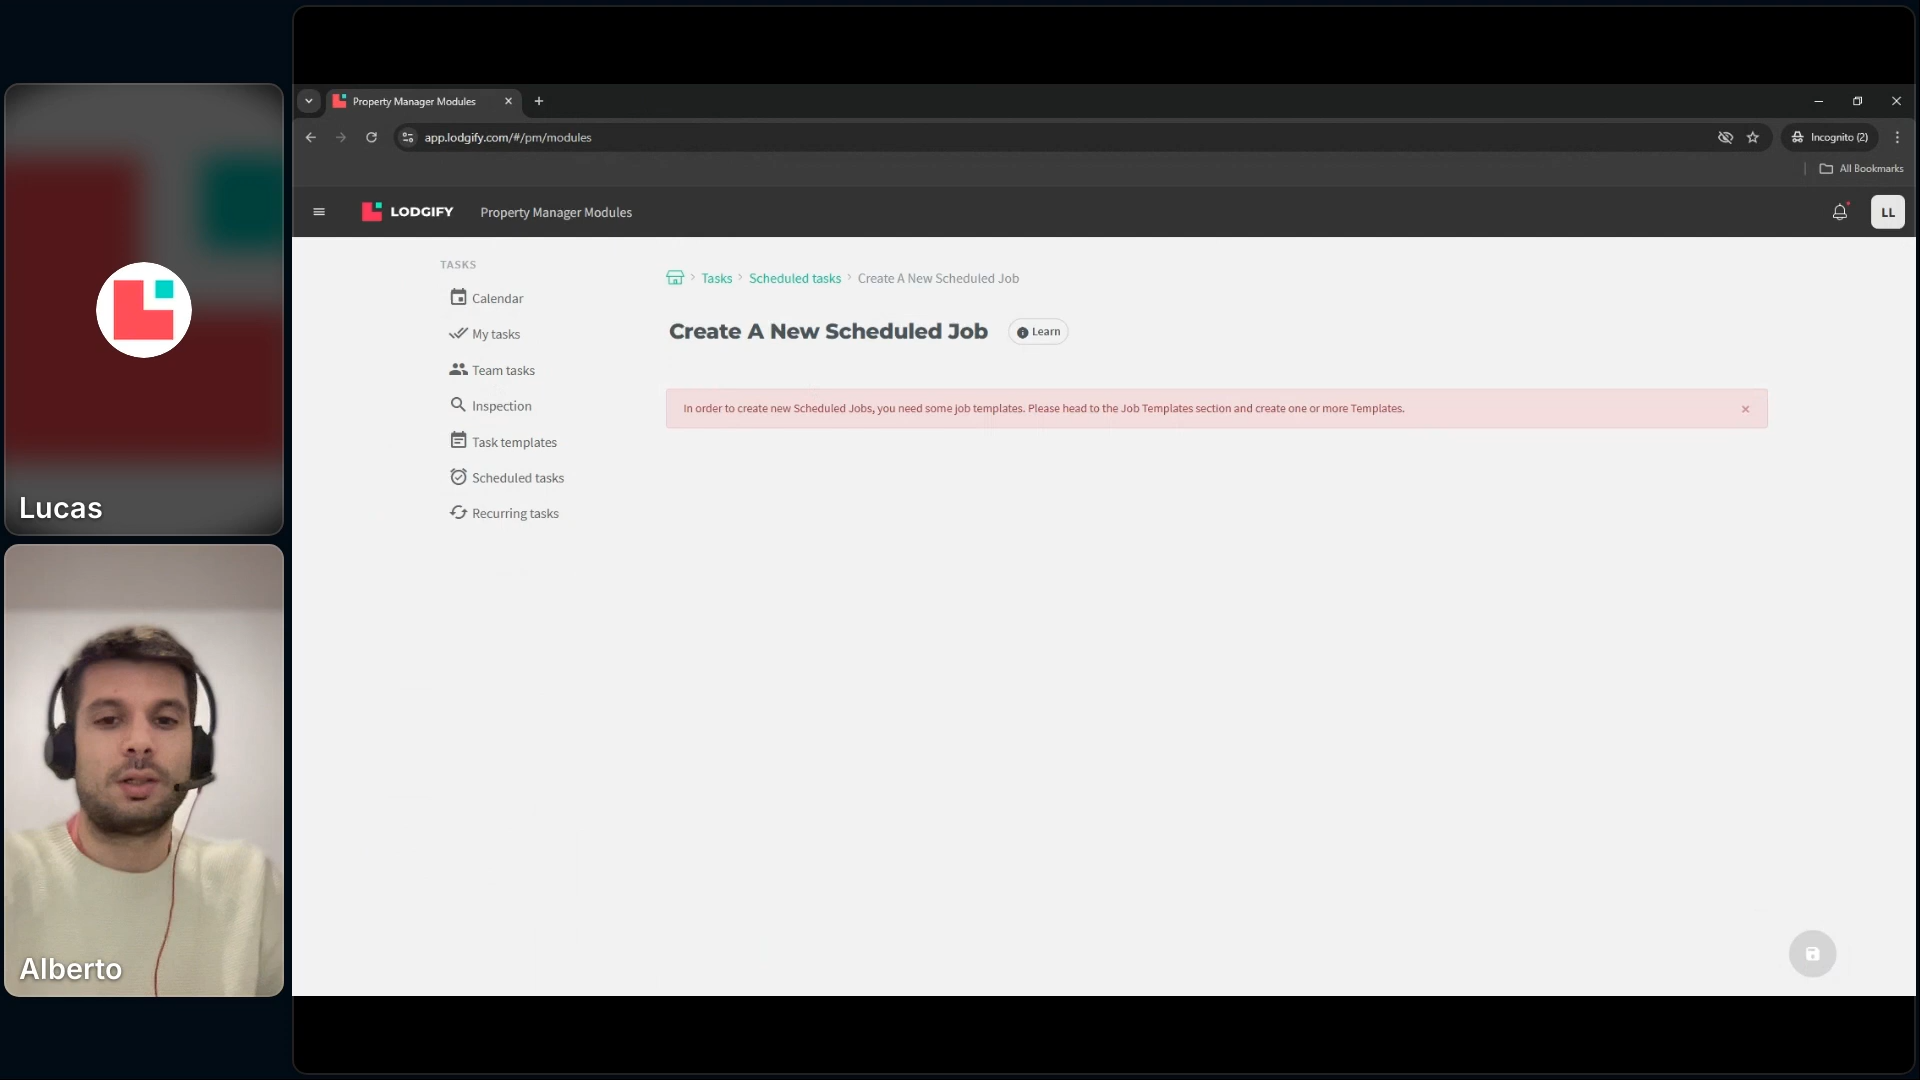 Property Manager Modules
app.lodgify.com/#/pm/modules
Incognito (2)
All Bookmarks
LODGIFY
Property Manager Modules
LL
TASKS
Calendar
My tasks
Team tasks
Inspection
Task templates
Scheduled tasks
Recurring tasks
Tasks > Scheduled tasks > Create A New Scheduled Job
Create A New Scheduled Job
Learn
In order to create new Scheduled Jobs, you need some job templates. Please head to the Job Templates section and create one or more Templates.
Lucas
Alberto